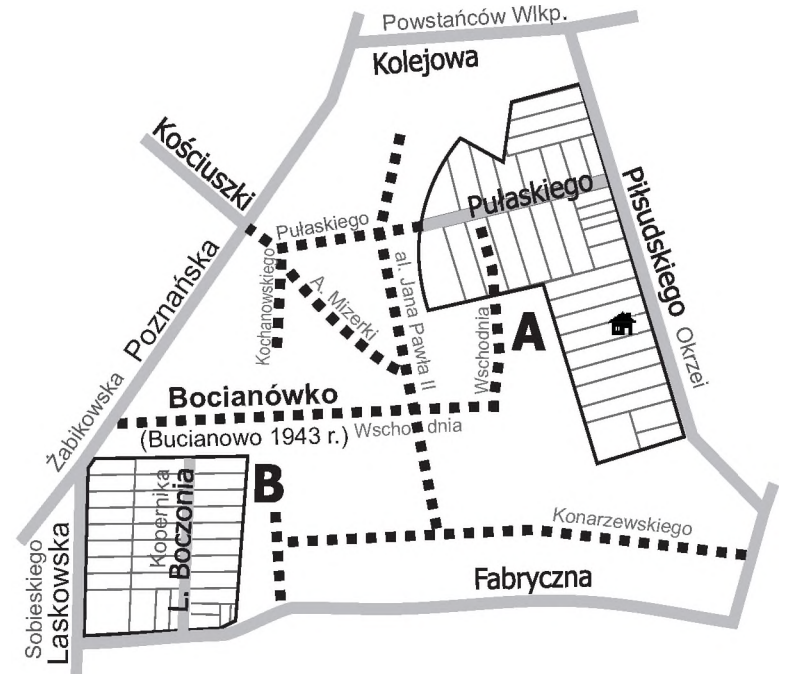 Powstańców Wlkp.
Kolejowa
Kościuszki
Pułaskiego
Pułaskiego
Piłsudskiego
Okrzei
Kochanowskiego
A. Mizerki
al. Jana Pawła II
Wschodnia
A
Poznańska
Żabikowska
Bocianówko
(Bucianowo 1943 r.)
Wschodnia
B
Kopernika
L. Boczonia
Konarzewskiego
Fabryczna
Sobieskiego
Laskowska